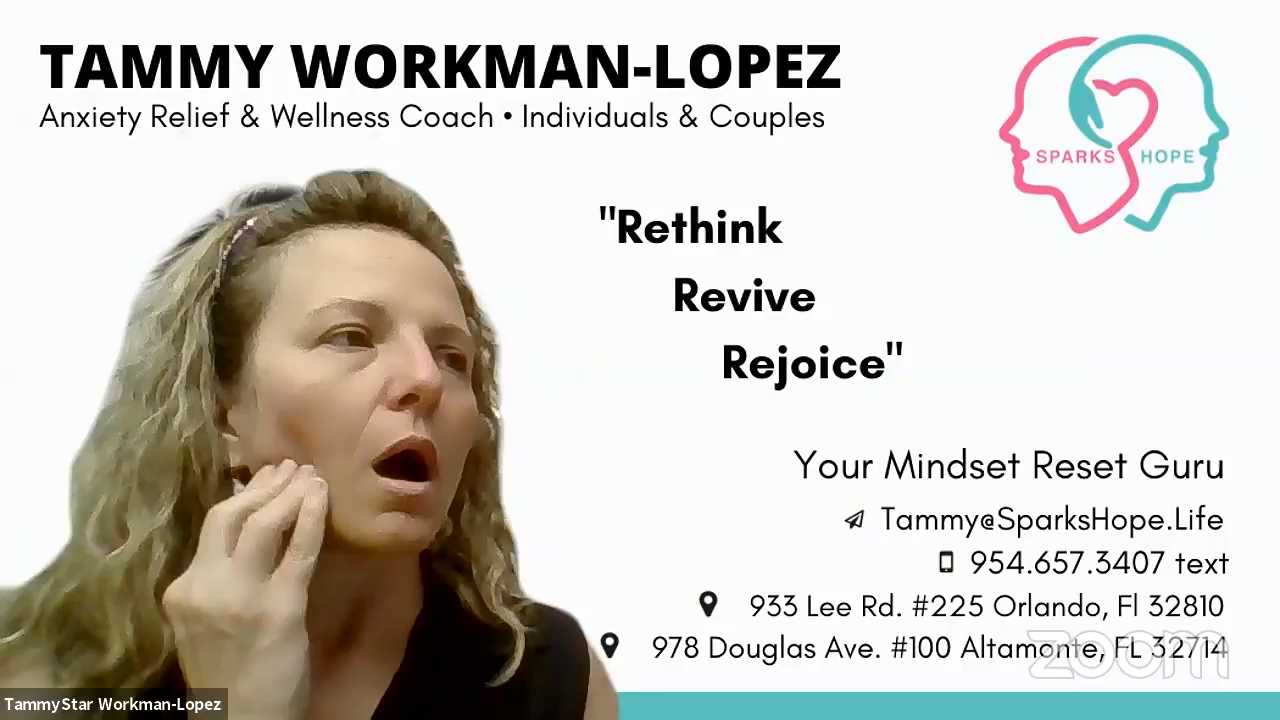 TAMMY WORKMAN-LOPEZ
Anxiety Relief & Wellness Coach • Individuals & Couples
SPARKS HOPE
"Rethink
Revive
Rejoice"
Your Mindset Reset Guru
Tammy@SparksHope.Life
954.657.3407 text
933 Lee Rd. #225 Orlando, Fl 32810
978 Douglas Ave. #100 Altamonte, FL 32714
zoom
TammyStar Workman-Lopez